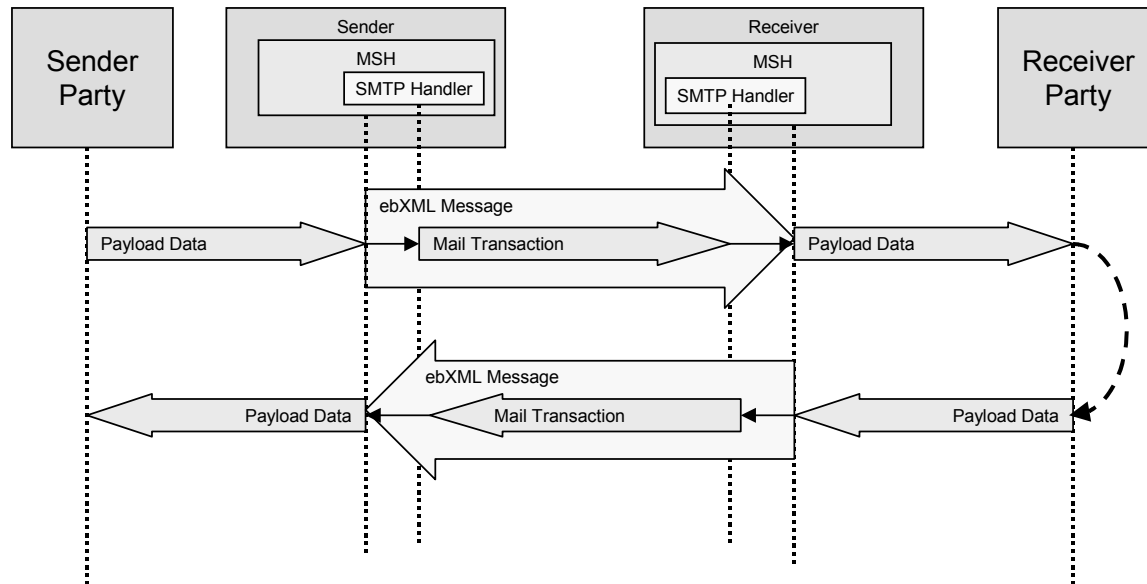 Sender
Party
Sender
MSH
SMTP Handler
Receiver
MSH
SMTP Handler
Receiver
Party
ebXML Message
Payload Data
Mail Transaction
Payload Data
ebXML Message
Payload Data
Mail Transaction
Payload Data